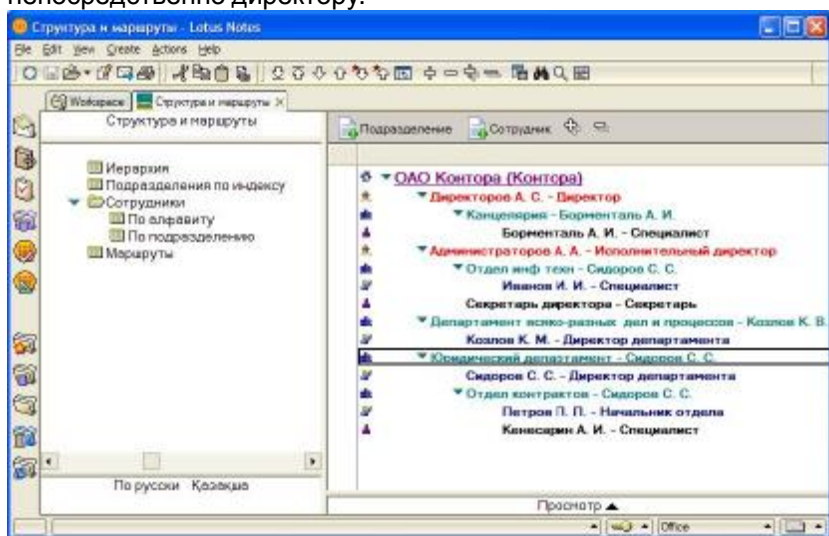 непосредственно директору.
Структура и маршруты - Lotus Notes
File Edit View Create Actions Help
Workspace Структура и маршруты
Структура и маршруты
Подразделение Сотрудник
Иерархия
Подразделения по индексу
Сотрудники
По алфавиту
По подразделению
Маршруты
ОАО Контора (Контора)
Директоров А. С. - Директор
Канцелярия - Борменталь А. И.
Борменталь А. И. - Специалист
Администраторов А. А. - Исполнительный директор
Отдел инф техн - Сидоров С. С.
Иванов И. И. - Специалист
Секретарь директора - Секретарь
Департамент всяко-разных дел и процессов - Козлов К. В.
Козлов К. М. - Директор департамента
Юридический департамент - Сидоров С. С.
Сидоров С. С. - Директор департамента
Отдел контрактов - Сидоров С. С.
Петров П. П. - Начальник отдела
Кенесарин А. И. - Специалист
По русски Қазақша
Просмотр
Office